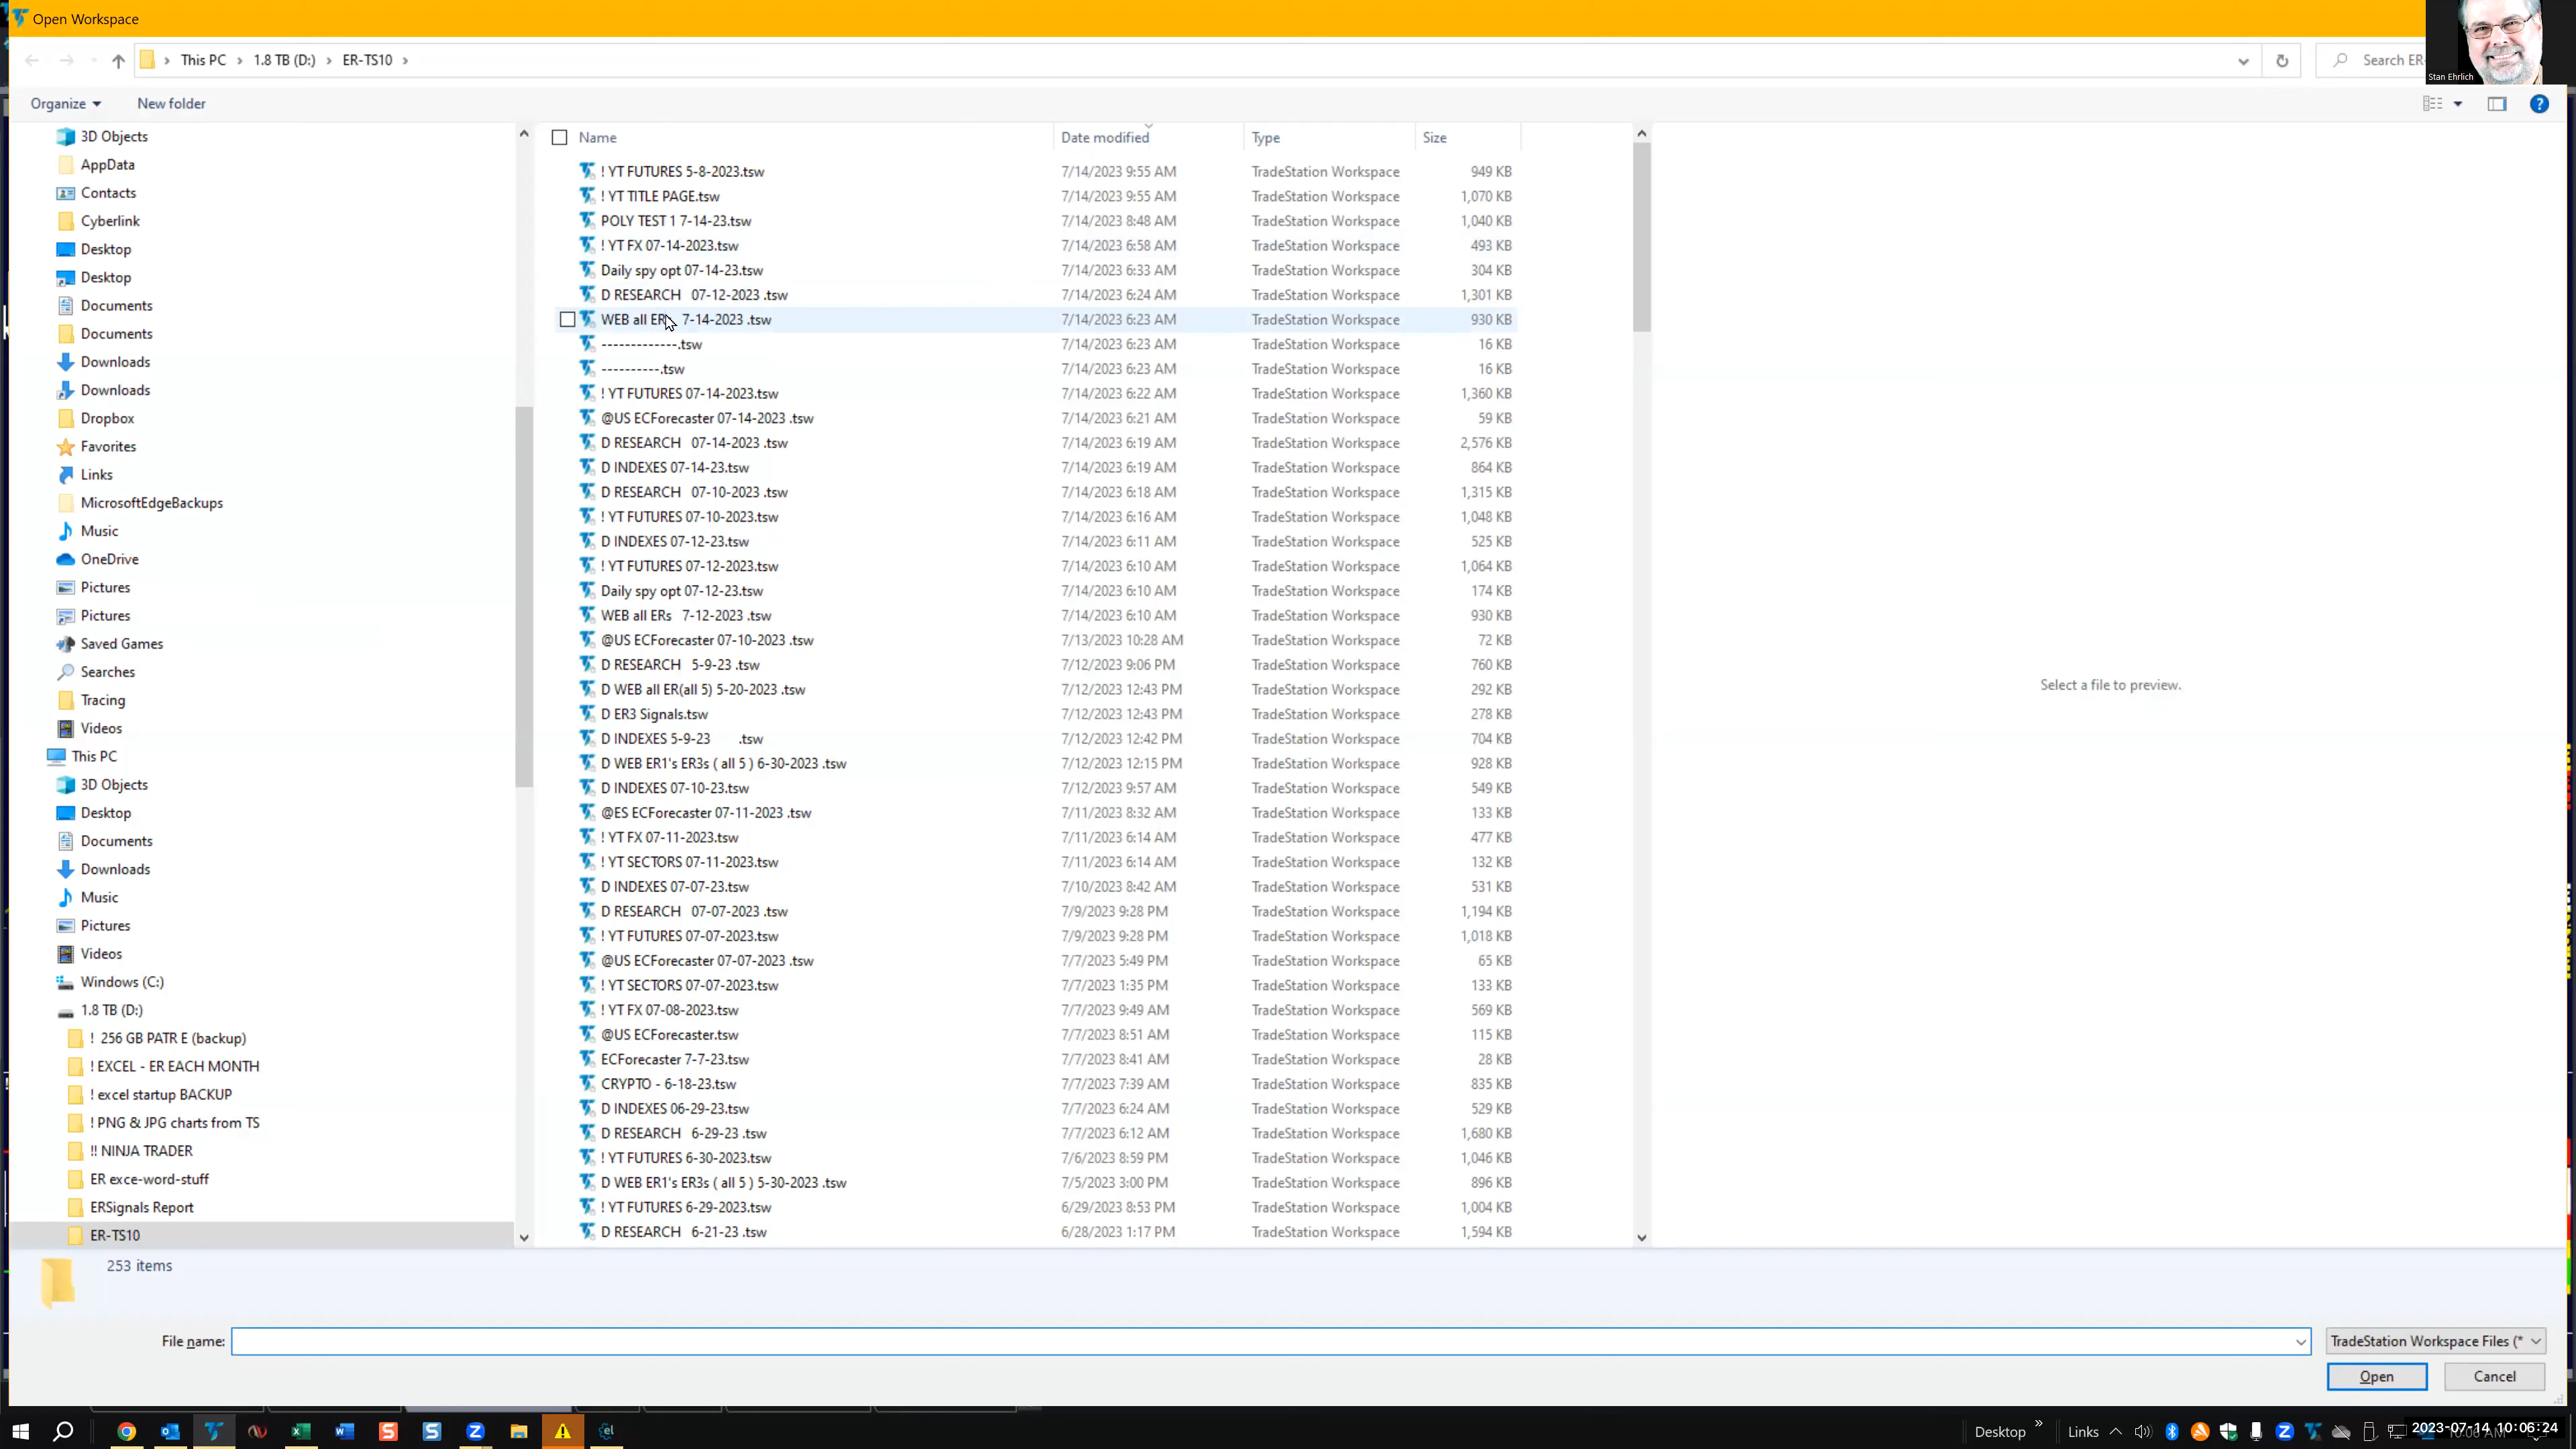 Open Workspace
This PC › 1.8 TB (D:) › ER-TS10 ›
Search ER-
Stan Ehrlich
Organize
New folder
3D Objects
AppData
Contacts
Cyberlink
Desktop
Desktop
Documents
Documents
Downloads
Downloads
Dropbox
Favorites
Links
MicrosoftEdgeBackups
Music
OneDrive
Pictures
Pictures
Saved Games
Searches
Tracing
Videos
This PC
3D Objects
Desktop
Documents
Downloads
Music
Pictures
Videos
Windows (C:)
1.8 TB (D:)
! 256 GB PATR E (backup)
! EXCEL - ER EACH MONTH
! excel startup BACKUP
! PNG & JPG charts from TS
!! NINJA TRADER
ER exce-word-stuff
ERSignals Report
ER-TS10
Name Date modified Type Size
! YT FUTURES 5-8-2023.tsw 7/14/2023 9:55 AM TradeStation Workspace 949 KB
! YT TITLE PAGE.tsw 7/14/2023 9:55 AM TradeStation Workspace 1,070 KB
POLY TEST 1 7-14-23.tsw 7/14/2023 8:48 AM TradeStation Workspace 1,040 KB
! YT FX 07-14-2023.tsw 7/14/2023 6:58 AM TradeStation Workspace 493 KB
Daily spy opt 07-14-23.tsw 7/14/2023 6:33 AM TradeStation Workspace 304 KB
D RESEARCH 07-12-2023 .tsw 7/14/2023 6:24 AM TradeStation Workspace 1,301 KB
WEB all ER 7-14-2023 .tsw 7/14/2023 6:23 AM TradeStation Workspace 930 KB
-------------.tsw 7/14/2023 6:23 AM TradeStation Workspace 16 KB
----------.tsw 7/14/2023 6:23 AM TradeStation Workspace 16 KB
! YT FUTURES 07-14-2023.tsw 7/14/2023 6:22 AM TradeStation Workspace 1,360 KB
@US ECForecaster 07-14-2023 .tsw 7/14/2023 6:21 AM TradeStation Workspace 59 KB
D RESEARCH 07-14-2023 .tsw 7/14/2023 6:19 AM TradeStation Workspace 2,576 KB
D INDEXES 07-14-23.tsw 7/14/2023 6:19 AM TradeStation Workspace 864 KB
D RESEARCH 07-10-2023 .tsw 7/14/2023 6:18 AM TradeStation Workspace 1,315 KB
! YT FUTURES 07-10-2023.tsw 7/14/2023 6:16 AM TradeStation Workspace 1,048 KB
D INDEXES 07-12-23.tsw 7/14/2023 6:11 AM TradeStation Workspace 525 KB
! YT FUTURES 07-12-2023.tsw 7/14/2023 6:10 AM TradeStation Workspace 1,064 KB
Daily spy opt 07-12-23.tsw 7/14/2023 6:10 AM TradeStation Workspace 174 KB
WEB all ERs 7-12-2023 .tsw 7/14/2023 6:10 AM TradeStation Workspace 930 KB
@US ECForecaster 07-10-2023 .tsw 7/13/2023 10:28 AM TradeStation Workspace 72 KB
D RESEARCH 5-9-23 .tsw 7/12/2023 9:06 PM TradeStation Workspace 760 KB
D WEB all ER(all 5) 5-20-2023 .tsw 7/12/2023 12:43 PM TradeStation Workspace 292 KB
D ER3 Signals.tsw 7/12/2023 12:43 PM TradeStation Workspace 278 KB
D INDEXES 5-9-23 .tsw 7/12/2023 12:42 PM TradeStation Workspace 704 KB
D WEB ER1's ER3s ( all 5 ) 6-30-2023 .tsw 7/12/2023 12:15 PM TradeStation Workspace 928 KB
D INDEXES 07-10-23.tsw 7/12/2023 9:57 AM TradeStation Workspace 549 KB
@ES ECForecaster 07-11-2023 .tsw 7/11/2023 8:32 AM TradeStation Workspace 133 KB
! YT FX 07-11-2023.tsw 7/11/2023 6:14 AM TradeStation Workspace 477 KB
! YT SECTORS 07-11-2023.tsw 7/11/2023 6:14 AM TradeStation Workspace 132 KB
D INDEXES 07-07-23.tsw 7/10/2023 8:42 AM TradeStation Workspace 531 KB
D RESEARCH 07-07-2023 .tsw 7/9/2023 9:28 PM TradeStation Workspace 1,194 KB
! YT FUTURES 07-07-2023.tsw 7/9/2023 9:28 PM TradeStation Workspace 1,018 KB
@US ECForecaster 07-07-2023 .tsw 7/7/2023 5:49 PM TradeStation Workspace 65 KB
! YT SECTORS 07-07-2023.tsw 7/7/2023 1:35 PM TradeStation Workspace 133 KB
! YT FX 07-08-2023.tsw 7/7/2023 9:49 AM TradeStation Workspace 569 KB
@US ECForecaster.tsw 7/7/2023 8:51 AM TradeStation Workspace 115 KB
ECForecaster 7-7-23.tsw 7/7/2023 8:41 AM TradeStation Workspace 28 KB
CRYPTO - 6-18-23.tsw 7/7/2023 7:39 AM TradeStation Workspace 835 KB
D INDEXES 06-29-23.tsw 7/7/2023 6:24 AM TradeStation Workspace 529 KB
D RESEARCH 6-29-23 .tsw 7/7/2023 6:12 AM TradeStation Workspace 1,680 KB
! YT FUTURES 6-30-2023.tsw 7/6/2023 8:59 PM TradeStation Workspace 1,046 KB
D WEB ER1's ER3s ( all 5 ) 5-30-2023 .tsw 7/5/2023 3:00 PM TradeStation Workspace 896 KB
! YT FUTURES 6-29-2023.tsw 6/29/2023 8:53 PM TradeStation Workspace 1,004 KB
D RESEARCH 6-21-23 .tsw 6/28/2023 1:17 PM TradeStation Workspace 1,594 KB
Select a file to preview.
253 items
File name:
TradeStation Workspace Files (*
Open
Cancel
Desktop
Links
2023-07-14 10:06:24